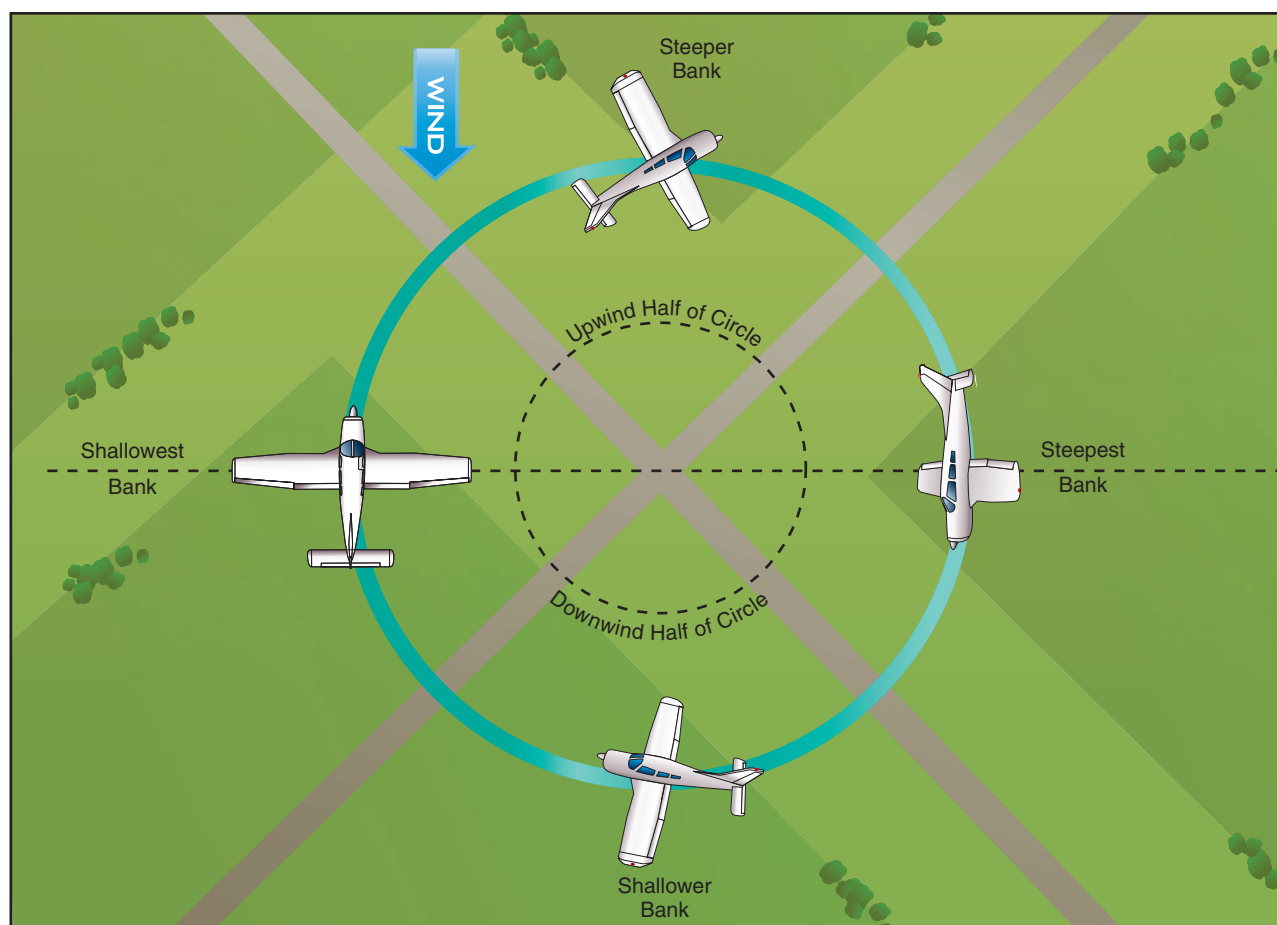 Steeper
Bank
WIND
Upwind Half of Circle
Shallowest
Bank
Steepest
Bank
Downwind Half of Circle
Shallower
Bank